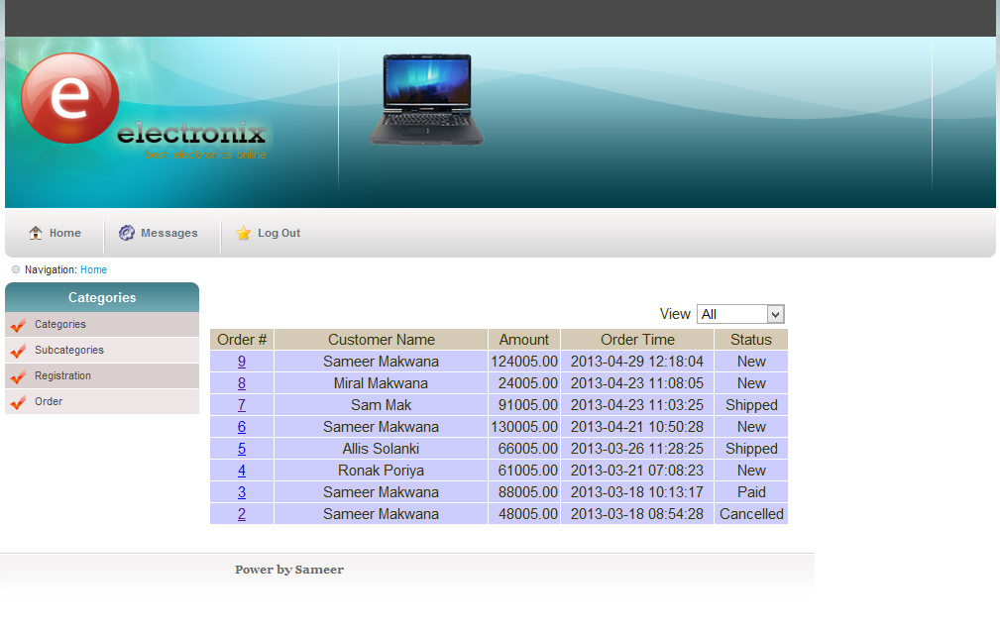 e
electronix
best electronics online
Home Messages Log Out
Navigation: Home
Categories
Categories
Subcategories
Registration
Order
View All
Order # Customer Name Amount Order Time Status
9 Sameer Makwana 124005.00 2013-04-29 12:18:04 New
8 Miral Makwana 24005.00 2013-04-23 11:08:05 New
7 Sam Mak 91005.00 2013-04-23 11:03:25 Shipped
6 Sameer Makwana 130005.00 2013-04-21 10:50:28 New
5 Allis Solanki 66005.00 2013-03-26 11:28:25 Shipped
4 Ronak Poriya 61005.00 2013-03-21 07:08:23 New
3 Sameer Makwana 88005.00 2013-03-18 10:13:17 Paid
2 Sameer Makwana 48005.00 2013-03-18 08:54:28 Cancelled
Power by Sameer